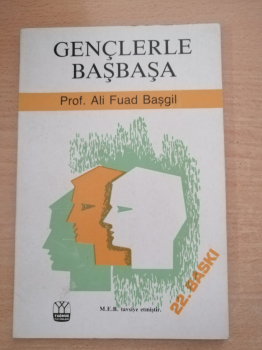 GENÇLERLE
BAŞBAŞA
Prof. Ali Fuad Başgil
22. BASKI
M.E.B. tavsiye etmiştir.